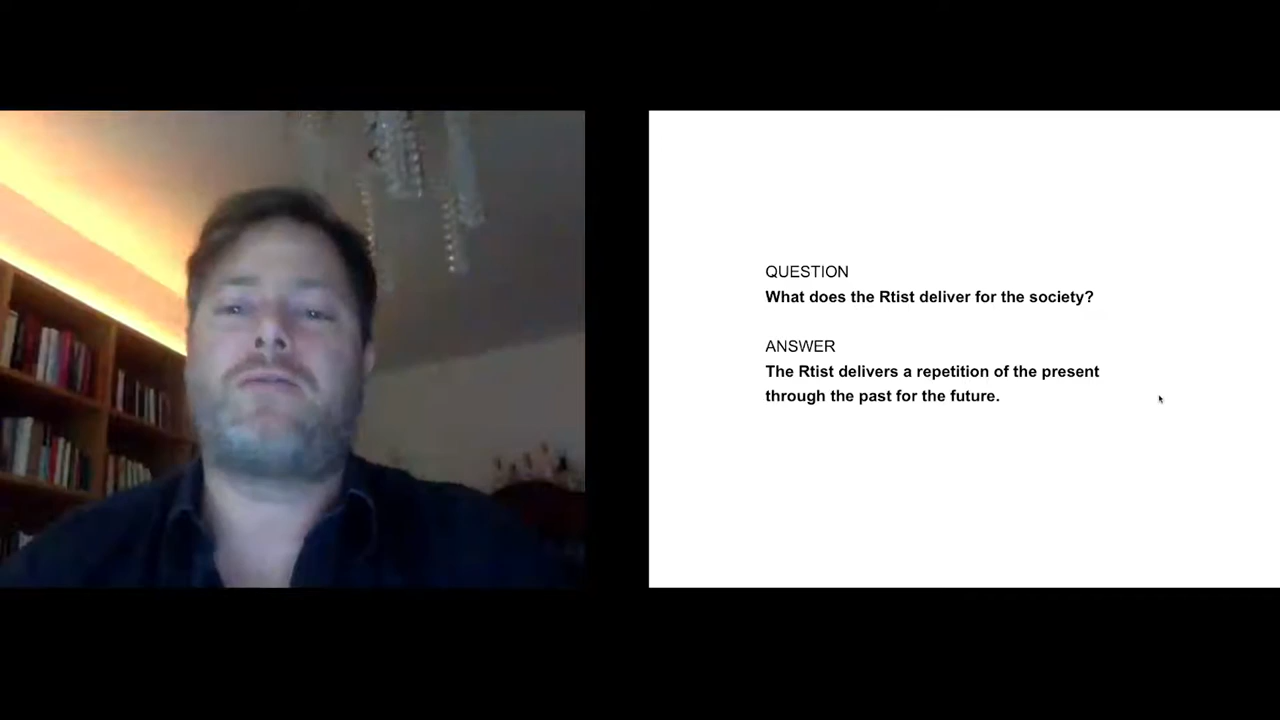 QUESTION
What does the Rtist deliver for the society?
ANSWER
The Rtist delivers a repetition of the present
through the past for the future.